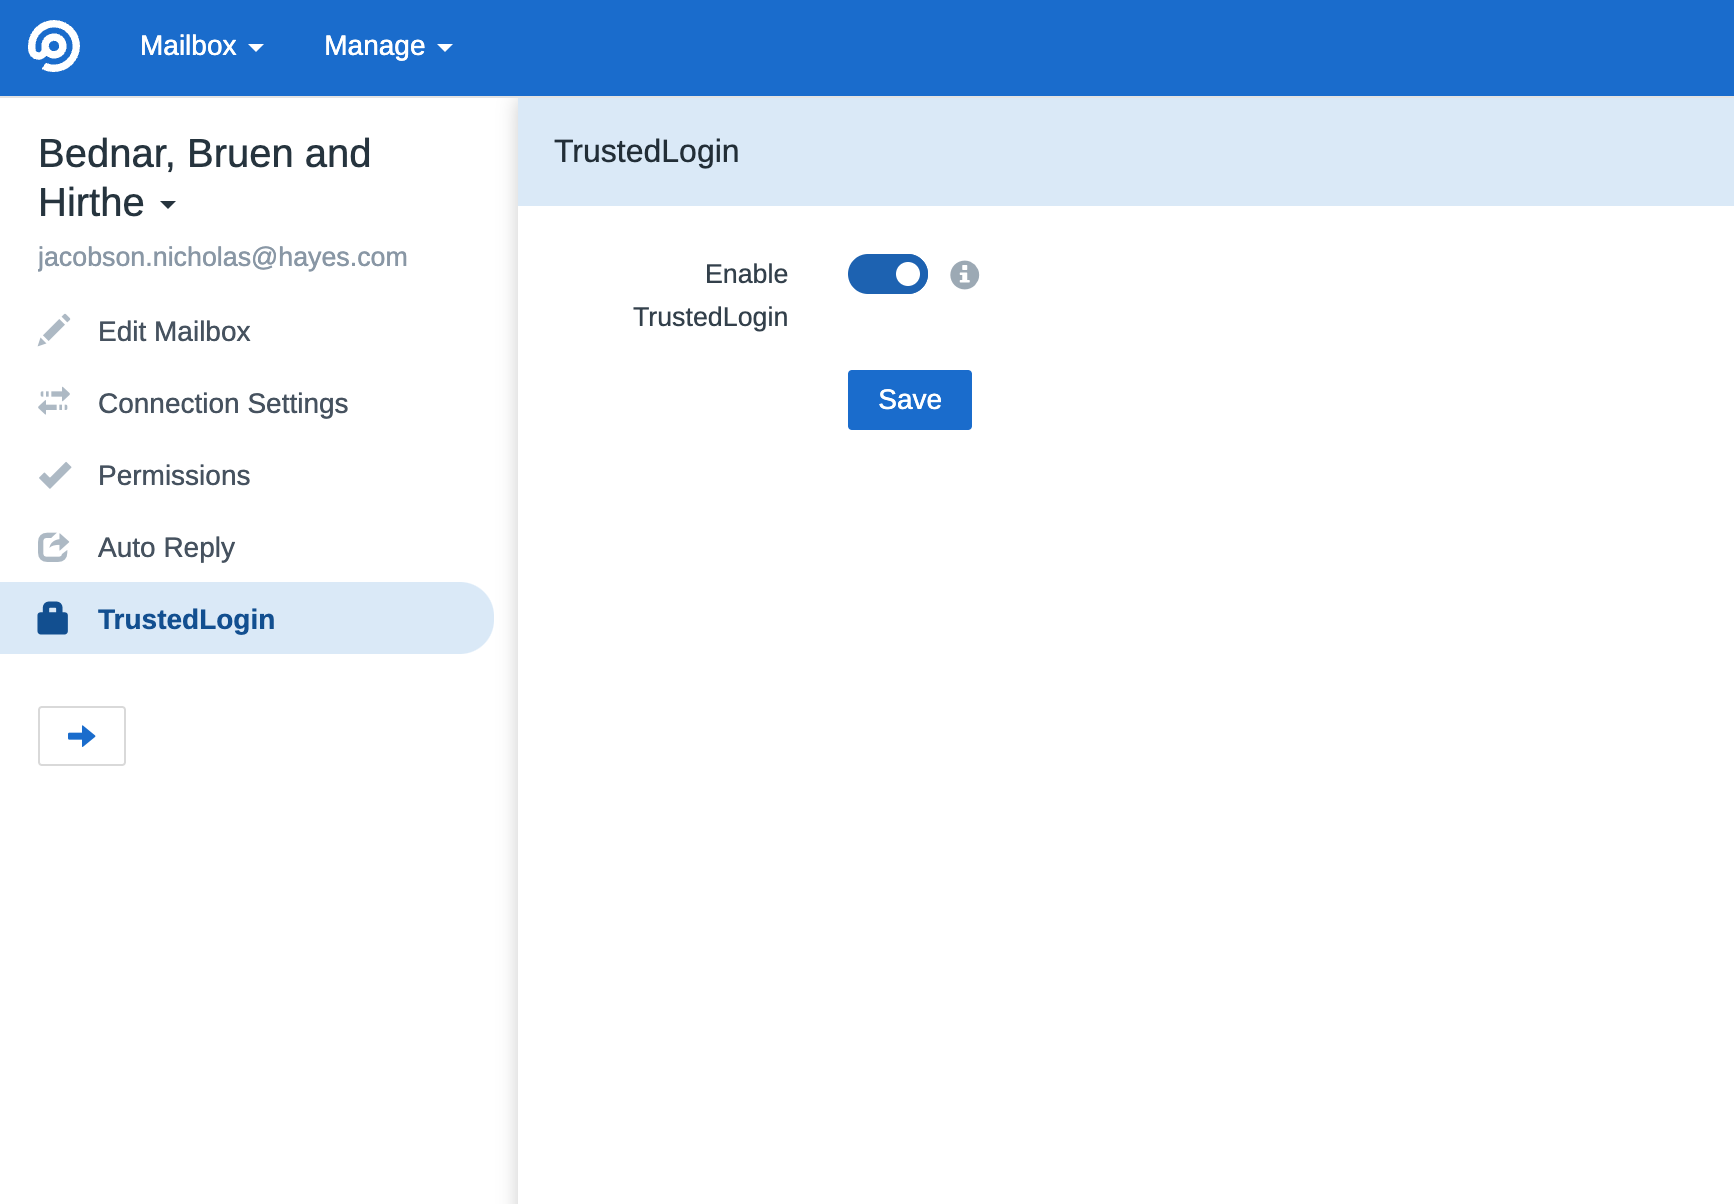 Mailbox
Manage
Bednar, Bruen and
Hirthe
jacobson.nicholas@hayes.com
Edit Mailbox
Connection Settings
Permissions
Auto Reply
TrustedLogin
TrustedLogin
Enable
TrustedLogin
Save